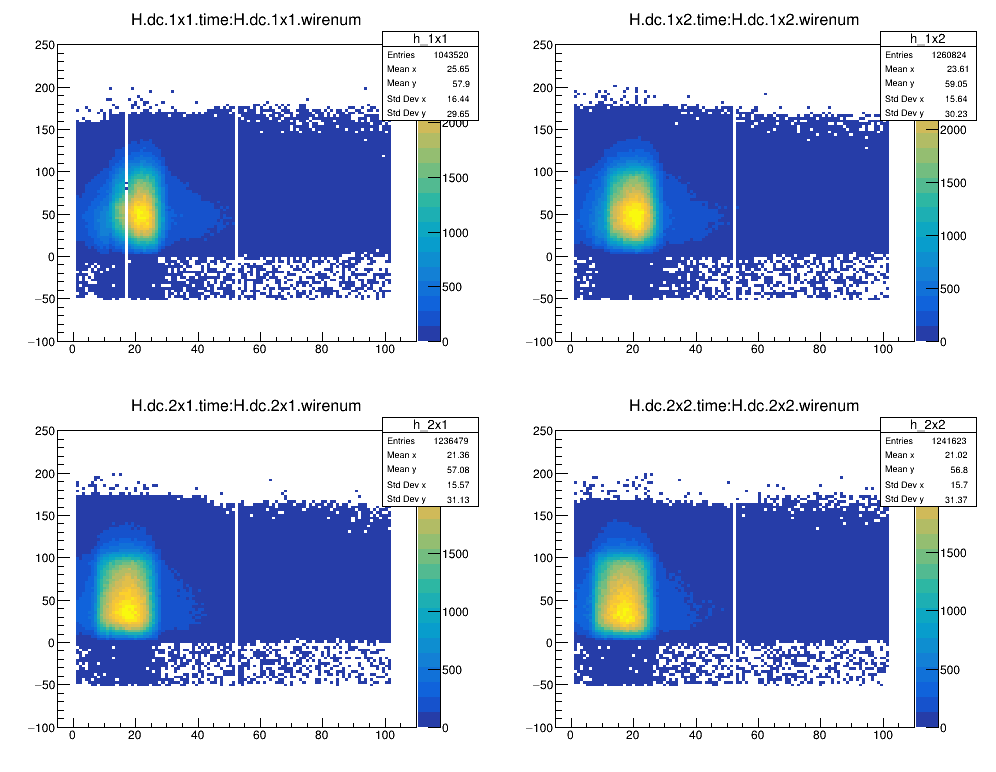 H.dc.1x1.time:H.dc.1x1.wirenum
h_1x1
Entries 1043520
Mean x 25.65
Mean y 57.9
Std Dev x 16.44
Std Dev y 29.65
250
200
150
100
50
0
−50
−100
0 20 40 60 80 100
2000
1500
1000
500
0
H.dc.1x2.time:H.dc.1x2.wirenum
h_1x2
Entries 1260824
Mean x 23.61
Mean y 59.05
Std Dev x 15.64
Std Dev y 30.23
250
200
150
100
50
0
−50
−100
0 20 40 60 80 100
2000
1500
1000
500
0
H.dc.2x1.time:H.dc.2x1.wirenum
h_2x1
Entries 1236479
Mean x 21.36
Mean y 57.08
Std Dev x 15.57
Std Dev y 31.13
250
200
150
100
50
0
−50
−100
0 20 40 60 80 100
1500
1000
500
0
H.dc.2x2.time:H.dc.2x2.wirenum
h_2x2
Entries 1241623
Mean x 21.02
Mean y 56.8
Std Dev x 15.7
Std Dev y 31.37
250
200
150
100
50
0
−50
−100
0 20 40 60 80 100
1500
1000
500
0